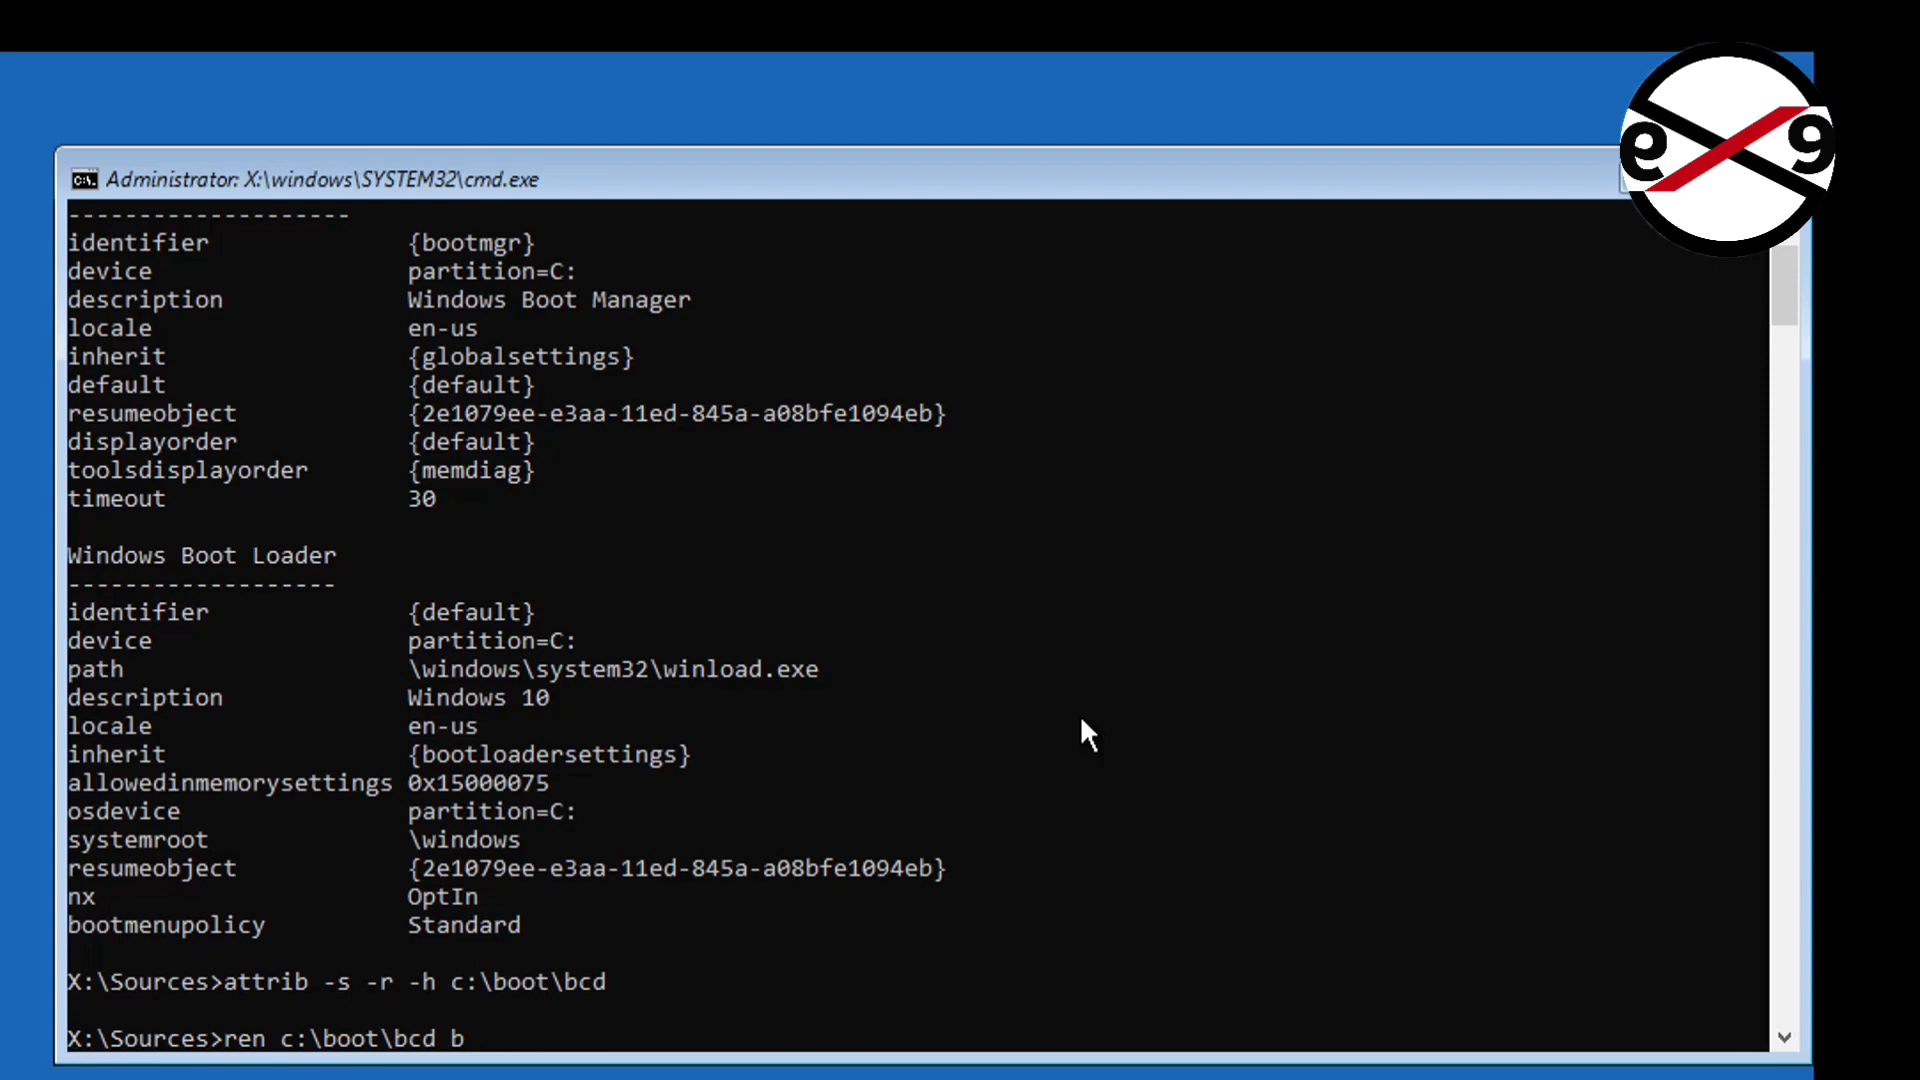 e 9
Administrator: X:\windows\SYSTEM32\cmd.exe
--------------------
identifier {bootmgr}
device partition=C:
description Windows Boot Manager
locale en-us
inherit {globalsettings}
default {default}
resumeobject {2e1079ee-e3aa-11ed-845a-a08bfe1094eb}
displayorder {default}
toolsdisplayorder {memdiag}
timeout 30
Windows Boot Loader
-------------------
identifier {default}
device partition=C:
path \windows\system32\winload.exe
description Windows 10
locale en-us
inherit {bootloadersettings}
allowedinmemorysettings 0x15000075
osdevice partition=C:
systemroot \windows
resumeobject {2e1079ee-e3aa-11ed-845a-a08bfe1094eb}
nx OptIn
bootmenupolicy Standard
X:\Sources>attrib -s -r -h c:\boot\bcd
X:\Sources>ren c:\boot\bcd b